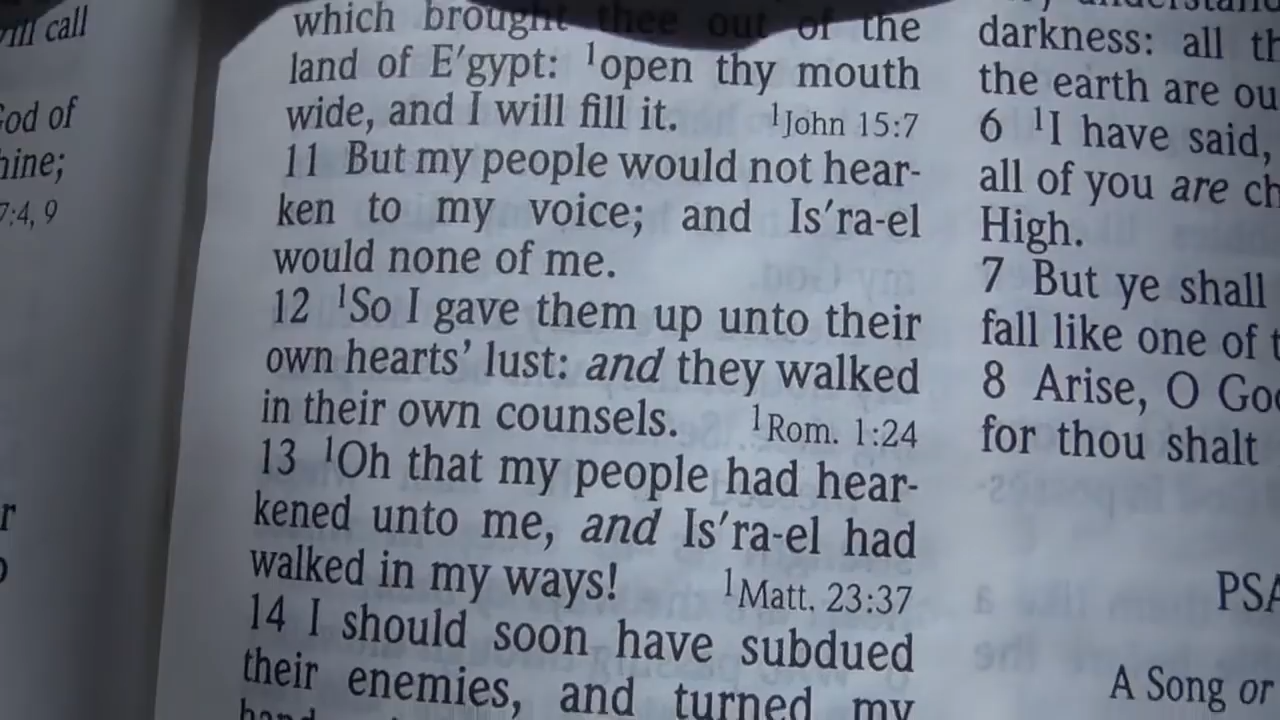 will call
God of
hine;
7:4, 9
r
which brought thee out of the
land of E′gypt: ¹open thy mouth
wide, and I will fill it. ¹John 15:7
11 But my people would not hear-
ken to my voice; and Is′ra-el
would none of me.
12 ¹So I gave them up unto their
own hearts’ lust: and they walked
in their own counsels. ¹Rom. 1:24
13 ¹Oh that my people had hear-
kened unto me, and Is′ra-el had
walked in my ways! ¹Matt. 23:37
14 I should soon have subdued
their enemies, and turned my
hand
understand
darkness: all th
the earth are ou
6 ¹I have said,
all of you are ch
High.
7 But ye shall
fall like one of t
8 Arise, O God
for thou shalt
PSA
A Song or